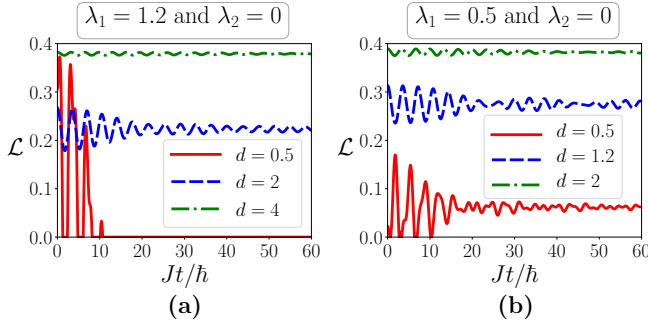 λ₁ = 1.2 and λ₂ = 0
λ₁ = 0.5 and λ₂ = 0
ℒ
0.4
0.3
0.2
0.1
0.0
d = 0.5
d = 2
d = 4
0 10 20 30 40 50 60
Jt/ℏ
(a)
ℒ
0.4
0.3
0.2
0.1
0.0
d = 0.5
d = 1.2
d = 2
0 10 20 30 40 50 60
Jt/ℏ
(b)